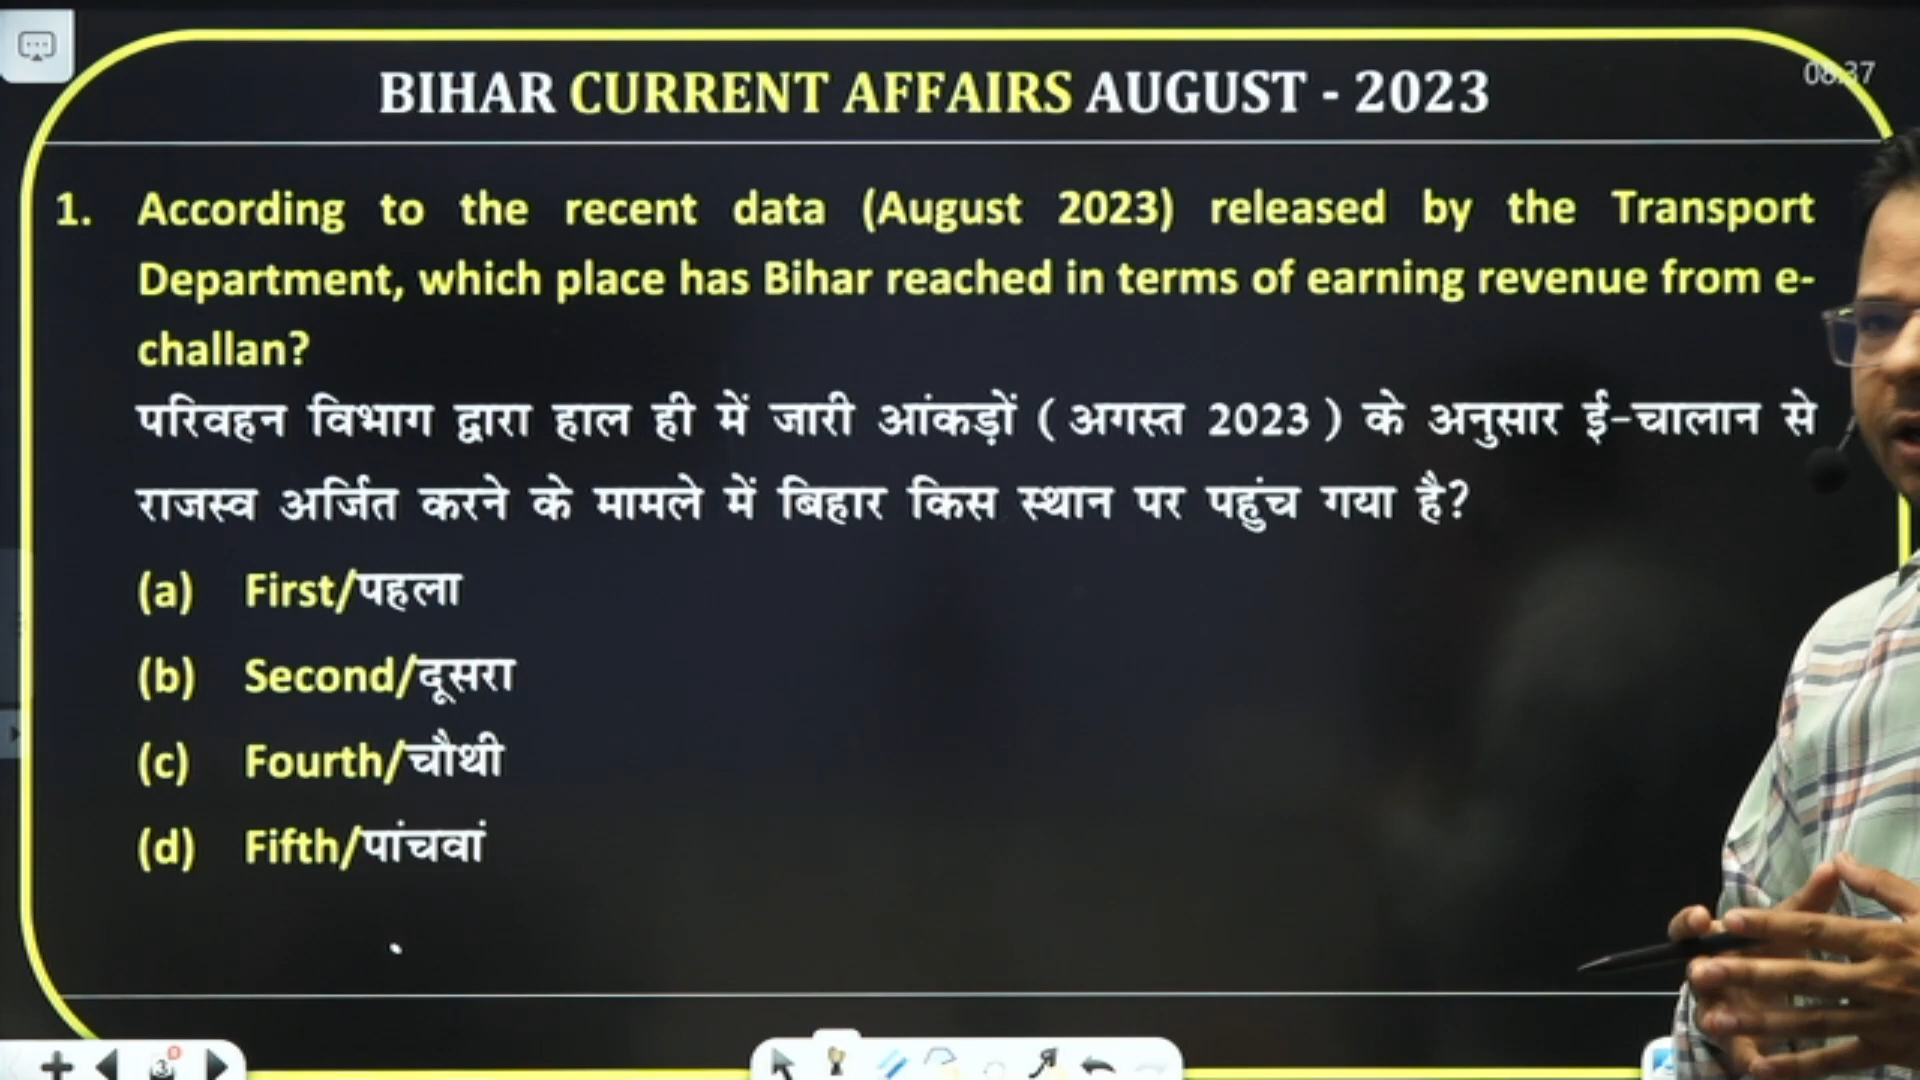 BIHAR CURRENT AFFAIRS AUGUST - 2023
08:37
1. According to the recent data (August 2023) released by the Transport
Department, which place has Bihar reached in terms of earning revenue from e-
challan?
परिवहन विभाग द्वारा हाल ही में जारी आंकड़ों ( अगस्त 2023 ) के अनुसार ई-चालान से
राजस्व अर्जित करने के मामले में बिहार किस स्थान पर पहुंच गया है?
(a) First/पहला
(b) Second/दूसरा
(c) Fourth/चौथी
(d) Fifth/पांचवां